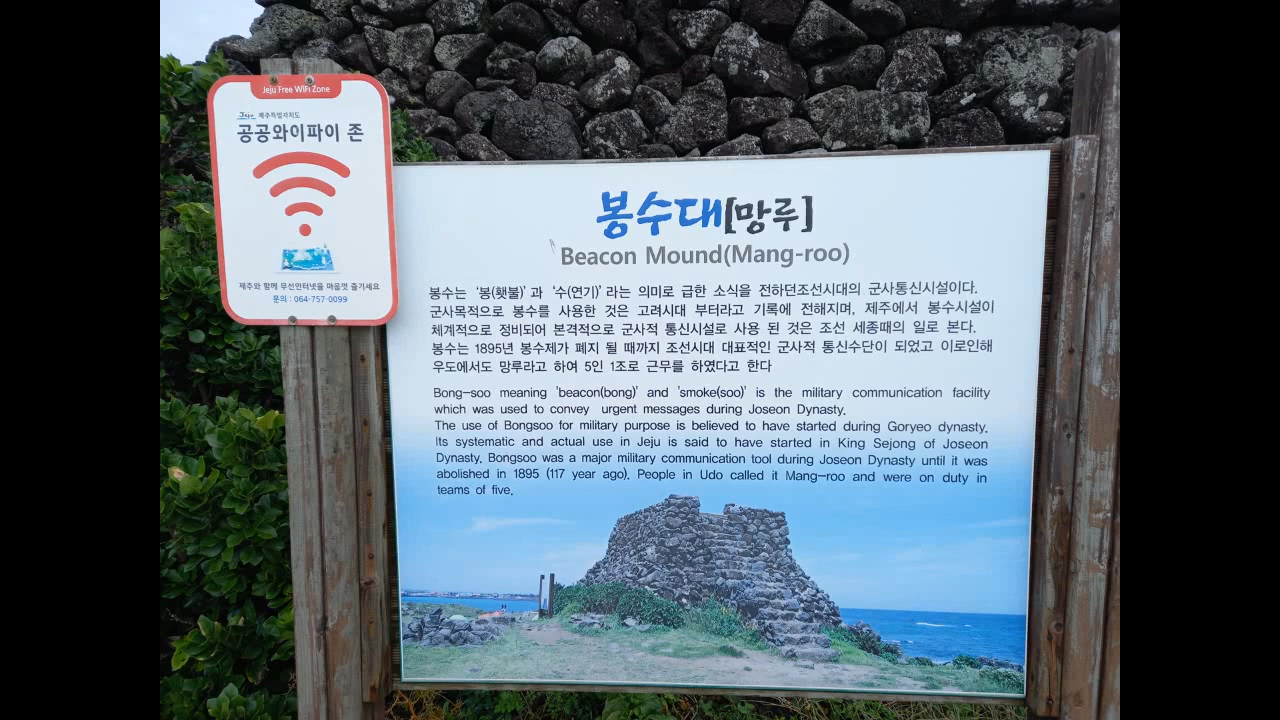 Jeju Free WiFi Zone
Jeju 제주특별자치도
공공와이파이 존
제주와 함께 무선인터넷을 마음껏 즐기세요
문의 : 064-757-0099
봉수대[망루]
Beacon Mound(Mang-roo)
봉수는 '봉(횃불)' 과 '수(연기)' 라는 의미로 급한 소식을 전하던조선시대의 군사통신시설이다.
군사목적으로 봉수를 사용한 것은 고려시대 부터라고 기록에 전해지며, 제주에서 봉수시설이
체계적으로 정비되어 본격적으로 군사적 통신시설로 사용 된 것은 조선 세종때의 일로 본다.
봉수는 1895년 봉수제가 폐지 될 때까지 조선시대 대표적인 군사적 통신수단이 되었고 이로인해
우도에서도 망루라고 하여 5인 1조로 근무를 하였다고 한다
Bong-soo meaning 'beacon(bong)' and 'smoke(soo)' is the military communication facility
which was used to convey urgent messages during Joseon Dynasty.
The use of Bongsoo for military purpose is believed to have started during Goryeo dynasty.
Its systematic and actual use in Jeju is said to have started in King Sejong of Joseon
Dynasty. Bongsoo was a major military communication tool during Joseon Dynasty until it was
abolished in 1895 (117 year ago). People in Udo called it Mang-roo and were on duty in
teams of five.